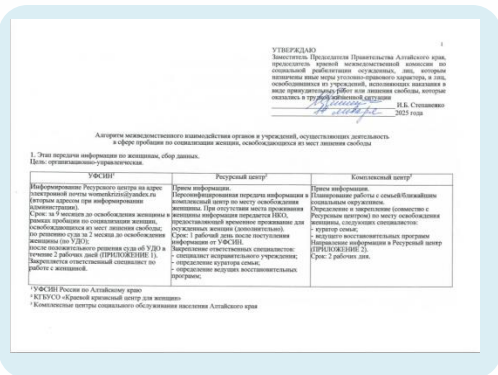 1
УТВЕРЖДАЮ
Заместитель Председателя Правительства Алтайского края,
председатель краевой межведомственной комиссии по
социальной реабилитации осужденных, лиц, которым
назначены иные меры уголовно-правового характера, и лиц,
освободившихся из учреждений, исполняющих наказания в
виде принудительных работ или лишения свободы, которые
оказались в трудной жизненной ситуации
И.Б. Степаненко
2025 года
Алгоритм межведомственного взаимодействия органов и учреждений, осуществляющих деятельность
в сфере пробации по социализации женщин, освобождающихся из мест лишения свободы
1. Этап передачи информации по женщинам, сбор данных.
Цель: организационно-управленческая.
УФСИН¹
Информирование Ресурсного центра на адрес
электронной почты womenkrizis@yandex.ru
(вторым адресом при информировании
администрации).
Срок: за 9 месяцев до освобождения женщины в
рамках пробации по социализации женщин,
освобождающихся из мест лишения свободы;
по решению суда за 2 месяца до освобождения
женщины (по УДО);
после положительного решения суда об УДО в
течение 2 рабочих дней (ПРИЛОЖЕНИЕ 1).
Закрепляется ответственный специалист по
работе с женщиной.
Ресурсный центр²
Прием информации.
Персонифицированная передача информации в
комплексный центр по месту освобождения
женщины. При отсутствии места проживания
женщины информация передается НКО,
предоставляющей временное проживание для
осужденных женщин (дополнительно).
Срок: 1 рабочий день после поступления
информации от УФСИН.
Закрепление ответственных специалистов:
- специалист исправительного учреждения;
- определение куратора семьи;
- определение ведущих восстановительных
программ;
Комплексный центр³
Прием информации.
Планирование работы с семьей/ближайшим
социальным окружением.
Определение и закрепление (совместно с
Ресурсным центром) по месту освобождения
женщины, следующих специалистов:
- куратор семьи;
- ведущего восстановительных программ
Направление информации в Ресурсный центр
(ПРИЛОЖЕНИЕ 2).
Срок: 2 рабочих дня.
¹ УФСИН России по Алтайскому краю
² КГБУСО «Краевой кризисный центр для женщин»
³ Комплексные центры социального обслуживания населения Алтайского края